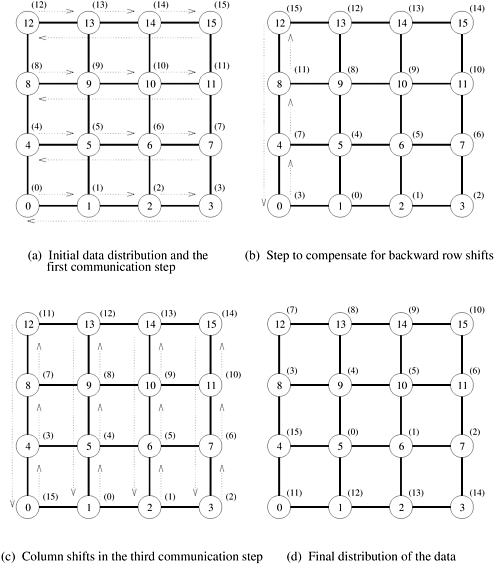 (12) (13) (14) (15)
12 13 14 15
(8) (9) (10) (11)
8 9 10 11
(4) (5) (6) (7)
4 5 6 7
(0) (1) (2) (3)
0 1 2 3
(a) Initial data distribution and the
first communication step
(15) (12) (13) (14)
12 13 14 15
(11) (8) (9) (10)
8 9 10 11
(7) (4) (5) (6)
4 5 6 7
(3) (0) (1) (2)
0 1 2 3
(b) Step to compensate for backward row shifts
(11) (12) (13) (14)
12 13 14 15
(7) (8) (9) (10)
8 9 10 11
(3) (4) (5) (6)
4 5 6 7
(15) (0) (1) (2)
0 1 2 3
(c) Column shifts in the third communication step
(7) (8) (9) (10)
12 13 14 15
(3) (4) (5) (6)
8 9 10 11
(15) (0) (1) (2)
4 5 6 7
(11) (12) (13) (14)
0 1 2 3
(d) Final distribution of the data